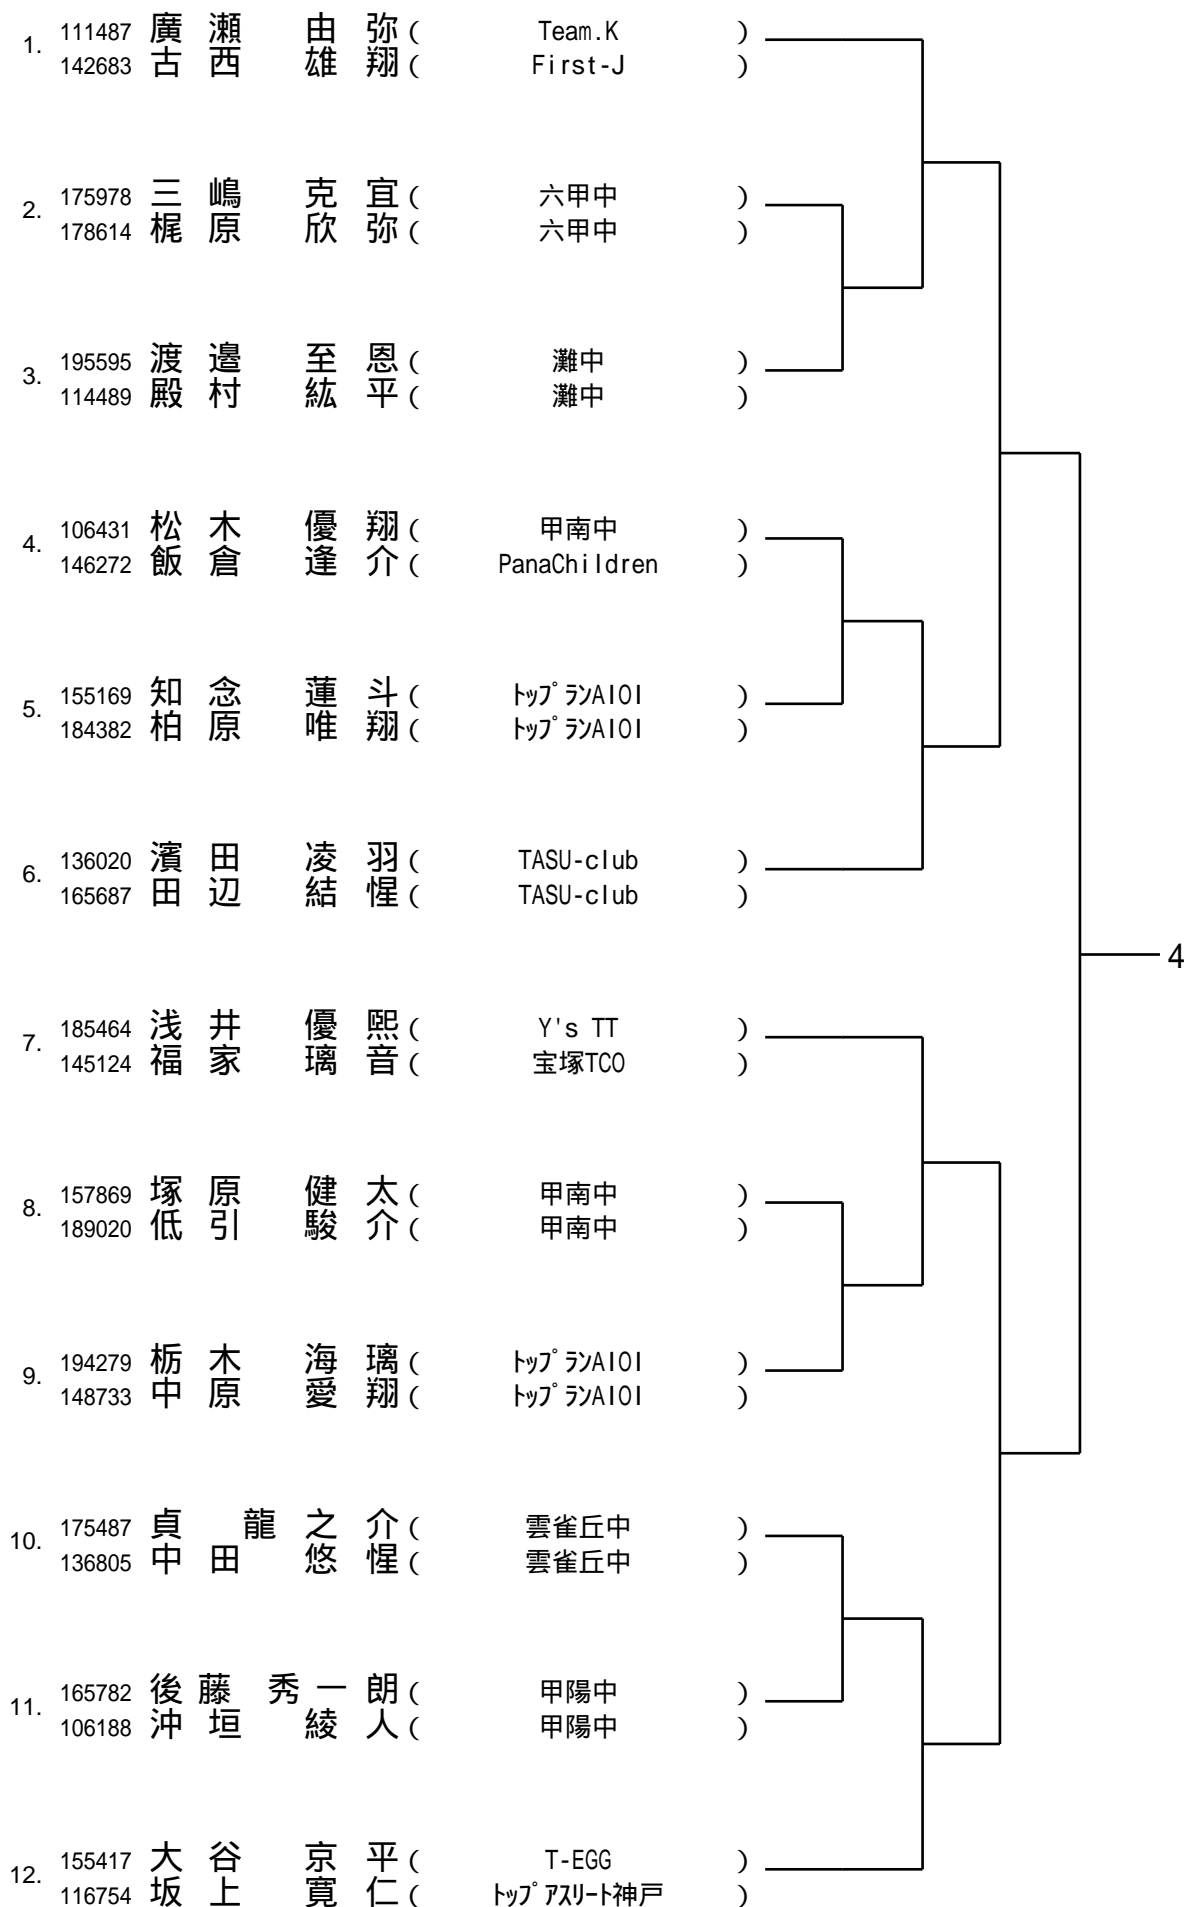 1. 111487 廣瀬 由弥 ( Team.K )
142683 古西 雄翔 ( First-J )
2. 175978 三嶋 克宜 ( 六甲中 )
178614 梶原 欣弥 ( 六甲中 )
3. 195595 渡邉 至恩 ( 灘中 )
114489 殿村 紘平 ( 灘中 )
4. 106431 松木 優翔 ( 甲南中 )
146272 飯倉 逢介 ( PanaChildren )
5. 155169 知念 蓮斗 ( ﾄｯﾌﾟﾗﾝAIOI )
184382 柏原 唯翔 ( ﾄｯﾌﾟﾗﾝAIOI )
6. 136020 濱田 凌羽 ( TASU-club )
165687 田辺 結惺 ( TASU-club )
7. 185464 浅井 優熙 ( Y's TT )
145124 福家 璃音 ( 宝塚TCO )
8. 157869 塚原 健太 ( 甲南中 )
189020 低引 駿介 ( 甲南中 )
9. 194279 栃木 海璃 ( ﾄｯﾌﾟﾗﾝAIOI )
148733 中原 愛翔 ( ﾄｯﾌﾟﾗﾝAIOI )
10. 175487 貞 龍之介 ( 雲雀丘中 )
136805 中田 悠惺 ( 雲雀丘中 )
11. 165782 後藤 秀一朗 ( 甲陽中 )
106188 沖垣 綾人 ( 甲陽中 )
12. 155417 大谷 京平 ( T-EGG )
116754 坂上 寛仁 ( ﾄｯﾌﾟｱｽﾘｰﾄ神戸 )
4